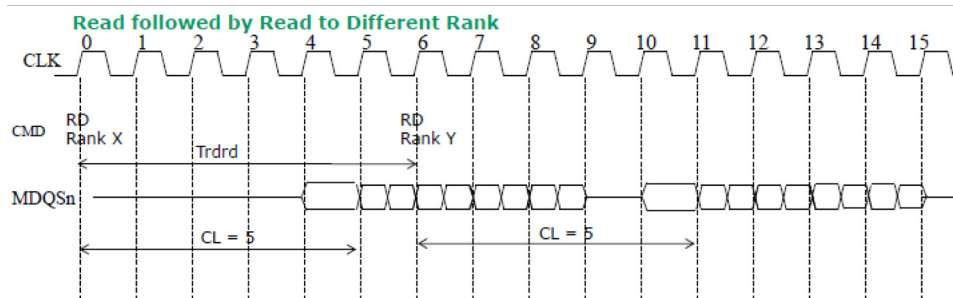 Read followed by Read to Different Rank
0 1 2 3 4 5 6 7 8 9 10 11 12 13 14 15
CLK
CMD
RD
Rank X
RD
Rank Y
Trdrd
MDQSn
CL = 5
CL = 5